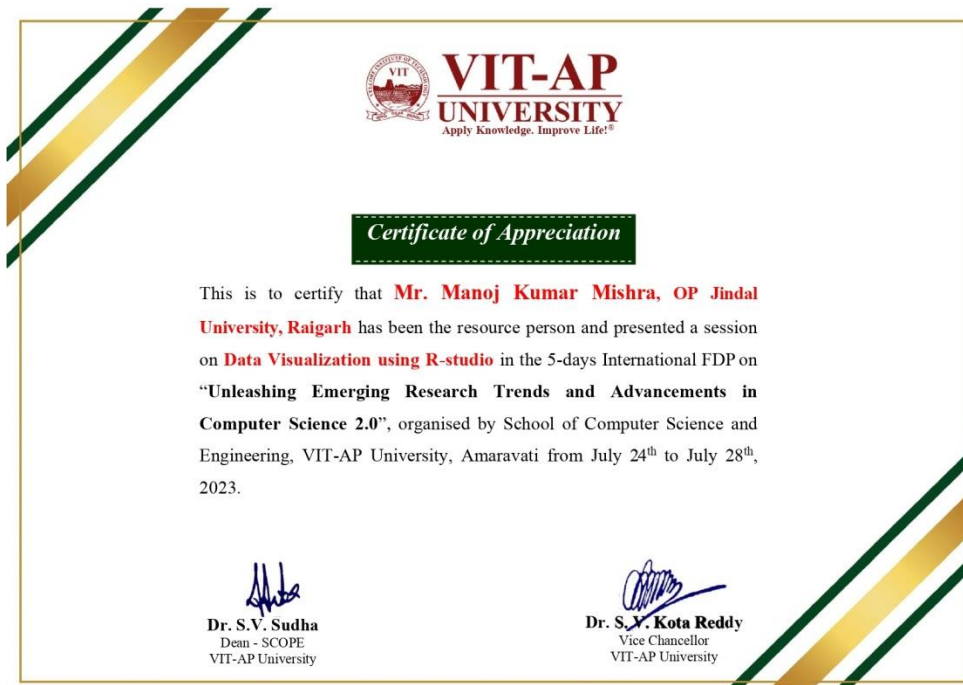 VIT
VIT-AP
UNIVERSITY
Apply Knowledge. Improve Life!®
Certificate of Appreciation
This is to certify that Mr. Manoj Kumar Mishra, OP Jindal
University, Raigarh has been the resource person and presented a session
on Data Visualization using R-studio in the 5-days International FDP on
“Unleashing Emerging Research Trends and Advancements in
Computer Science 2.0”, organised by School of Computer Science and
Engineering, VIT-AP University, Amaravati from July 24th to July 28th,
2023.
Dr. S.V. Sudha
Dean - SCOPE
VIT-AP University
Dr. S. V. Kota Reddy
Vice Chancellor
VIT-AP University